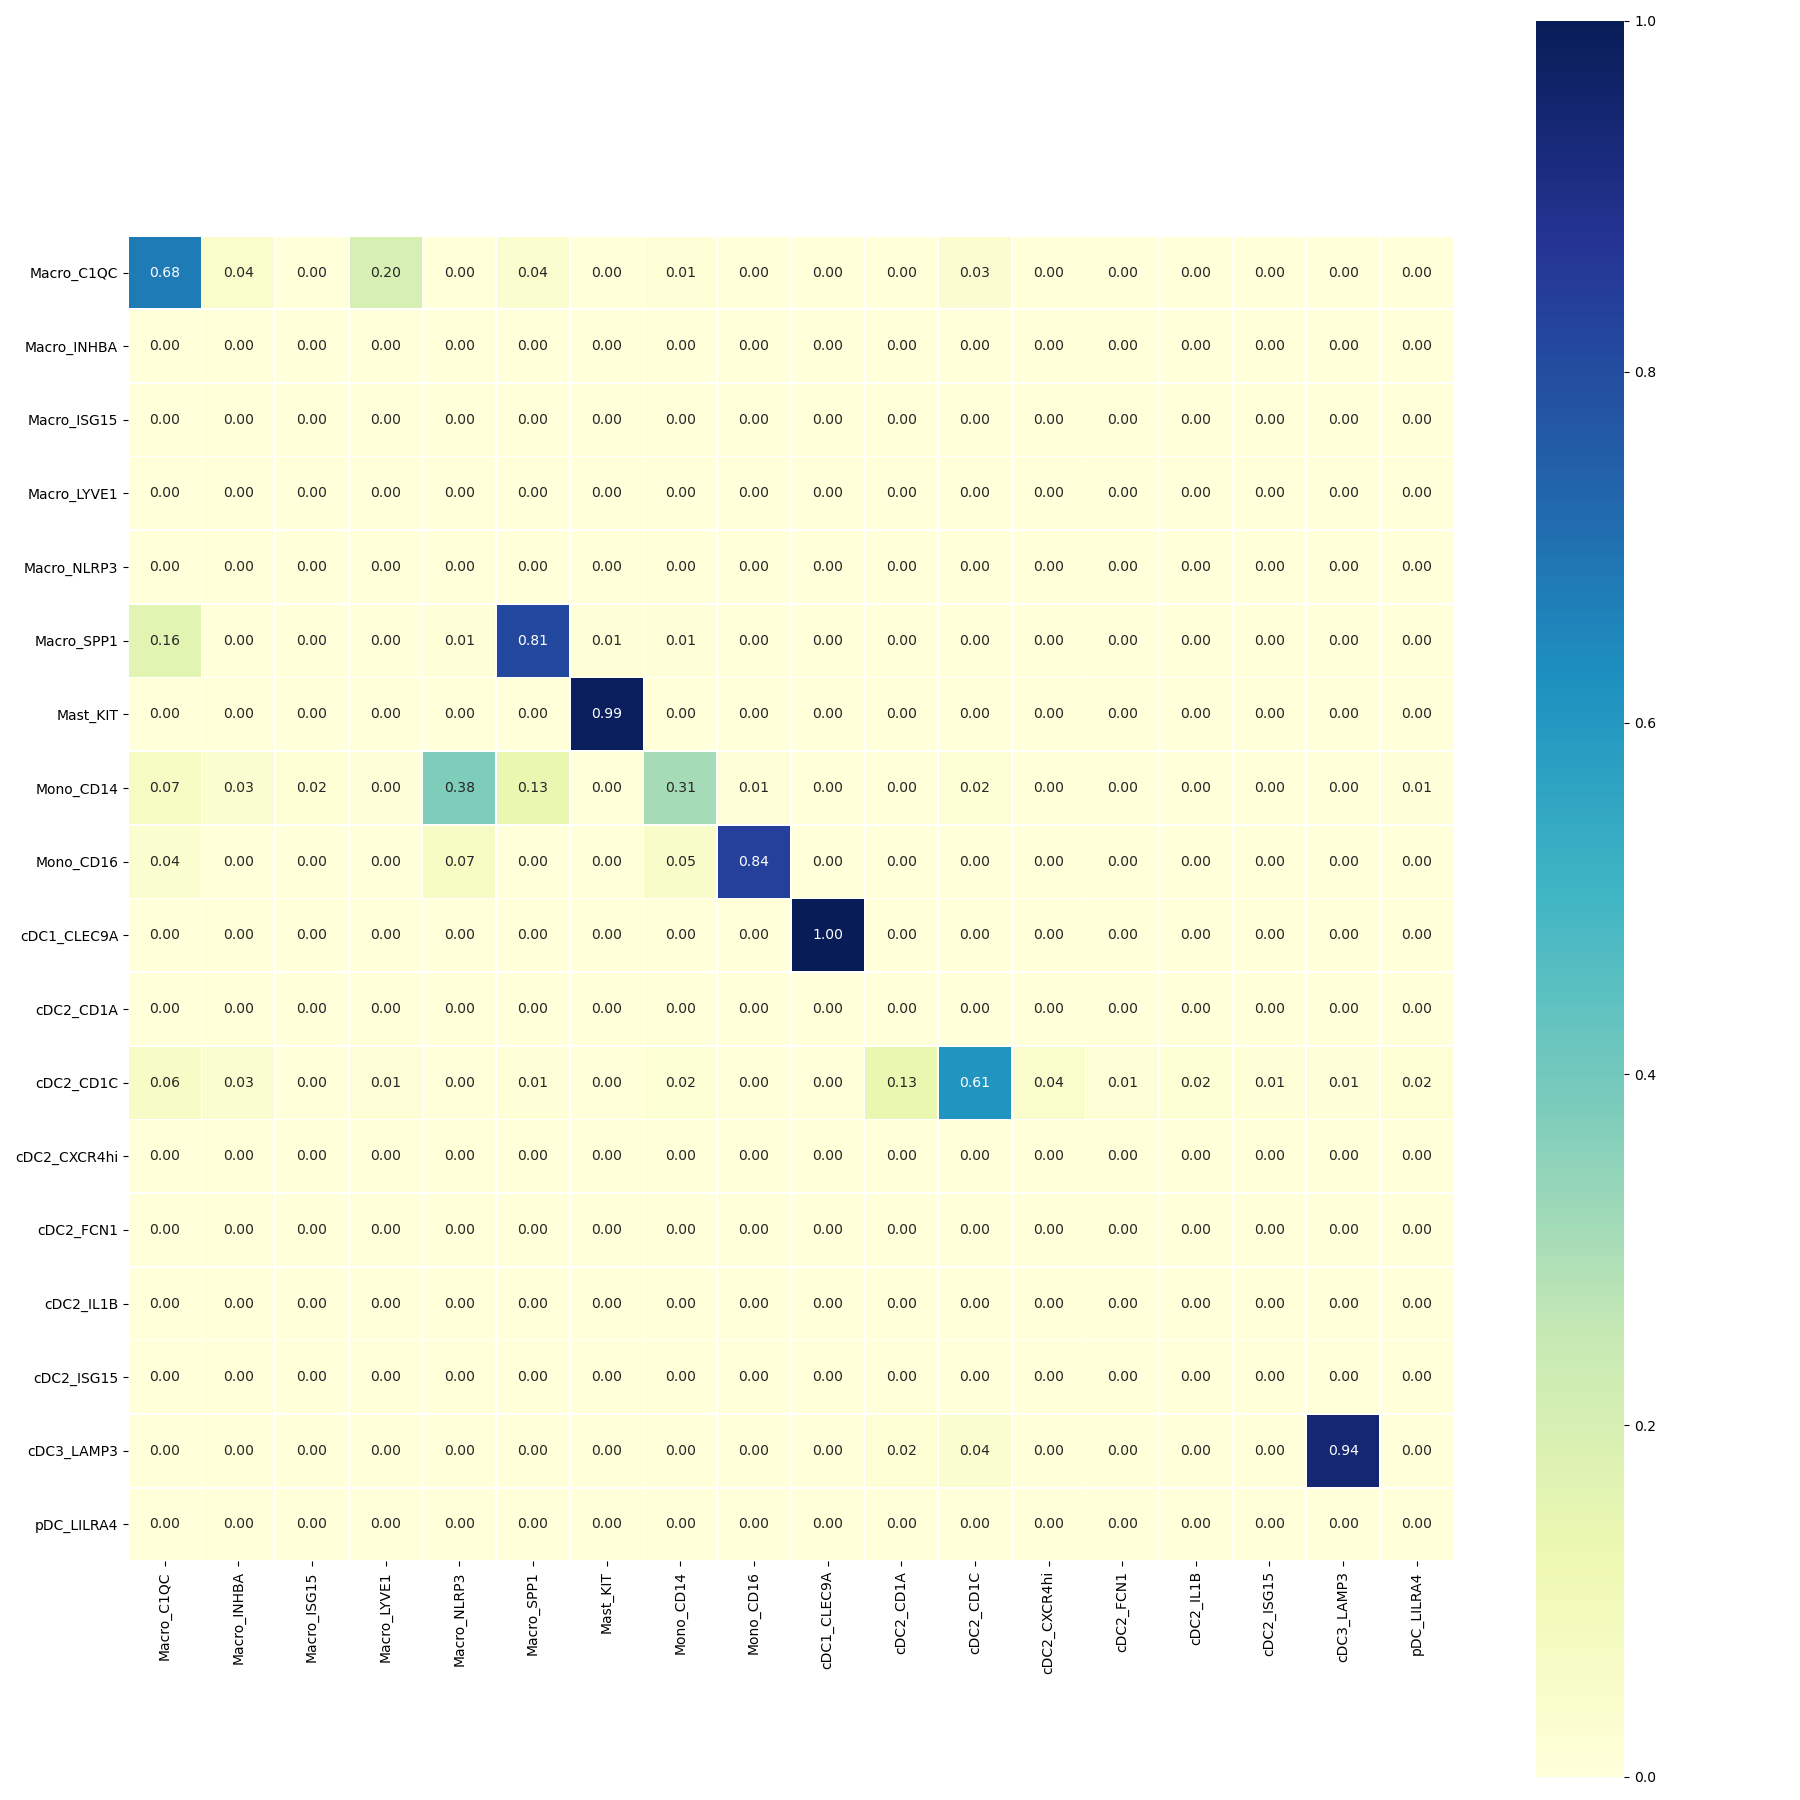 1.0
0.8
0.6
0.4
0.2
0.0
Macro_C1QC 0.68 0.04 0.00 0.20 0.00 0.04 0.00 0.01 0.00 0.00 0.00 0.03 0.00 0.00 0.00 0.00 0.00 0.00
Macro_INHBA 0.00 0.00 0.00 0.00 0.00 0.00 0.00 0.00 0.00 0.00 0.00 0.00 0.00 0.00 0.00 0.00 0.00 0.00
Macro_ISG15 0.00 0.00 0.00 0.00 0.00 0.00 0.00 0.00 0.00 0.00 0.00 0.00 0.00 0.00 0.00 0.00 0.00 0.00
Macro_LYVE1 0.00 0.00 0.00 0.00 0.00 0.00 0.00 0.00 0.00 0.00 0.00 0.00 0.00 0.00 0.00 0.00 0.00 0.00
Macro_NLRP3 0.00 0.00 0.00 0.00 0.00 0.00 0.00 0.00 0.00 0.00 0.00 0.00 0.00 0.00 0.00 0.00 0.00 0.00
Macro_SPP1 0.16 0.00 0.00 0.00 0.01 0.81 0.01 0.01 0.00 0.00 0.00 0.00 0.00 0.00 0.00 0.00 0.00 0.00
Mast_KIT 0.00 0.00 0.00 0.00 0.00 0.00 0.99 0.00 0.00 0.00 0.00 0.00 0.00 0.00 0.00 0.00 0.00 0.00
Mono_CD14 0.07 0.03 0.02 0.00 0.38 0.13 0.00 0.31 0.01 0.00 0.00 0.02 0.00 0.00 0.00 0.00 0.00 0.01
Mono_CD16 0.04 0.00 0.00 0.00 0.07 0.00 0.00 0.05 0.84 0.00 0.00 0.00 0.00 0.00 0.00 0.00 0.00 0.00
cDC1_CLEC9A 0.00 0.00 0.00 0.00 0.00 0.00 0.00 0.00 0.00 1.00 0.00 0.00 0.00 0.00 0.00 0.00 0.00 0.00
cDC2_CD1A 0.00 0.00 0.00 0.00 0.00 0.00 0.00 0.00 0.00 0.00 0.00 0.00 0.00 0.00 0.00 0.00 0.00 0.00
cDC2_CD1C 0.06 0.03 0.00 0.01 0.00 0.01 0.00 0.02 0.00 0.00 0.13 0.61 0.04 0.01 0.02 0.01 0.01 0.02
cDC2_CXCR4hi 0.00 0.00 0.00 0.00 0.00 0.00 0.00 0.00 0.00 0.00 0.00 0.00 0.00 0.00 0.00 0.00 0.00 0.00
cDC2_FCN1 0.00 0.00 0.00 0.00 0.00 0.00 0.00 0.00 0.00 0.00 0.00 0.00 0.00 0.00 0.00 0.00 0.00 0.00
cDC2_IL1B 0.00 0.00 0.00 0.00 0.00 0.00 0.00 0.00 0.00 0.00 0.00 0.00 0.00 0.00 0.00 0.00 0.00 0.00
cDC2_ISG15 0.00 0.00 0.00 0.00 0.00 0.00 0.00 0.00 0.00 0.00 0.00 0.00 0.00 0.00 0.00 0.00 0.00 0.00
cDC3_LAMP3 0.00 0.00 0.00 0.00 0.00 0.00 0.00 0.00 0.00 0.00 0.02 0.04 0.00 0.00 0.00 0.00 0.94 0.00
pDC_LILRA4 0.00 0.00 0.00 0.00 0.00 0.00 0.00 0.00 0.00 0.00 0.00 0.00 0.00 0.00 0.00 0.00 0.00 0.00
Macro_C1QC
Macro_INHBA
Macro_ISG15
Macro_LYVE1
Macro_NLRP3
Macro_SPP1
Mast_KIT
Mono_CD14
Mono_CD16
cDC1_CLEC9A
cDC2_CD1A
cDC2_CD1C
cDC2_CXCR4hi
cDC2_FCN1
cDC2_IL1B
cDC2_ISG15
cDC3_LAMP3
pDC_LILRA4